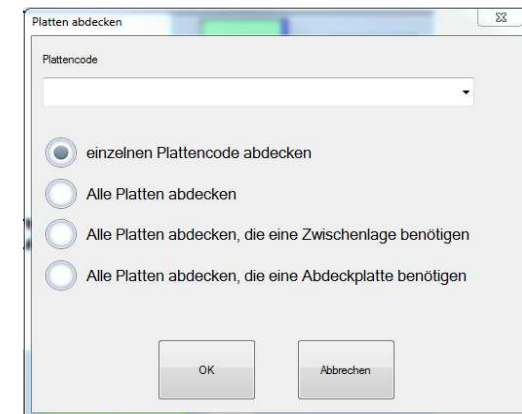 Platten abdecken
Plattencode
einzelnen Plattencode abdecken
Alle Platten abdecken
Alle Platten abdecken, die eine Zwischenlage benötigen
Alle Platten abdecken, die eine Abdeckplatte benötigen
OK Abbrechen